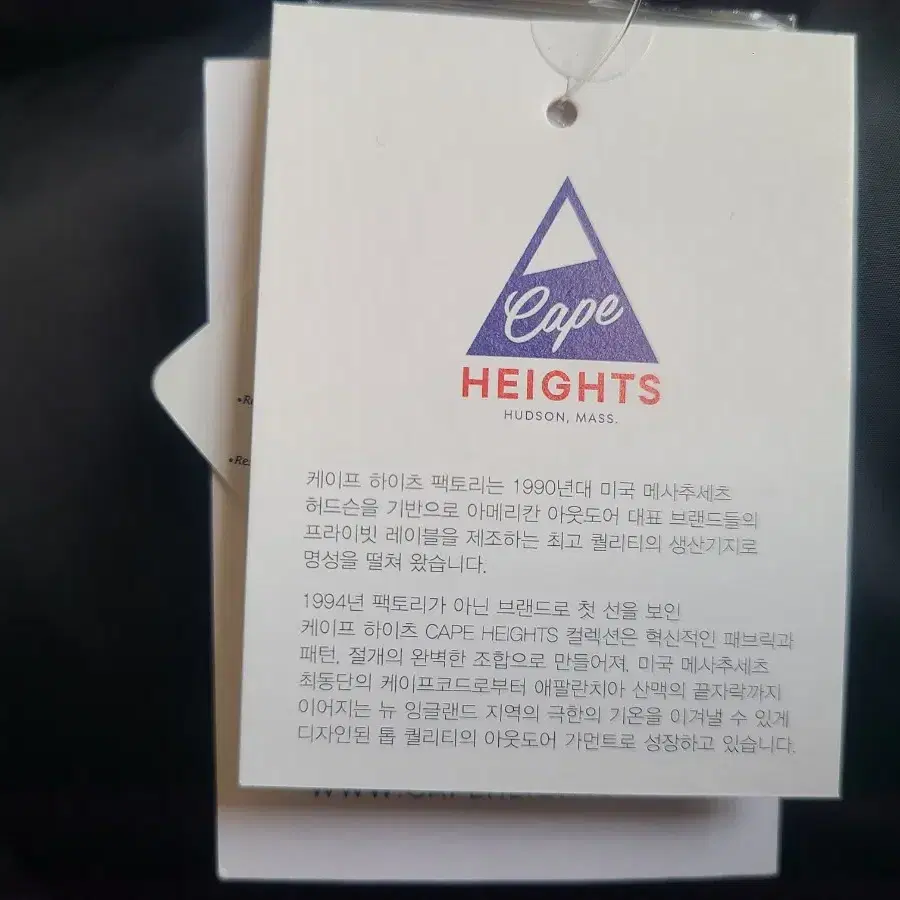 Cape
HEIGHTS
HUDSON, MASS.
케이프 하이츠 팩토리는 1990년대 미국 메사추세츠
허드슨을 기반으로 아메리칸 아웃도어 대표 브랜드들의
프라이빗 레이블을 제조하는 최고 퀄리티의 생산기지로
명성을 떨쳐 왔습니다.
1994년 팩토리가 아닌 브랜드로 첫 선을 보인
케이프 하이츠 CAPE HEIGHTS 컬렉션은 혁신적인 패브릭과
패턴, 절개의 완벽한 조합으로 만들어져, 미국 메사추세츠
최동단의 케이프코드로부터 애팔란치아 산맥의 끝자락까지
이어지는 뉴 잉글랜드 지역의 극한의 기온을 이겨낼 수 있게
디자인된 톱 퀄리티의 아웃도어 가먼트로 성장하고 있습니다.